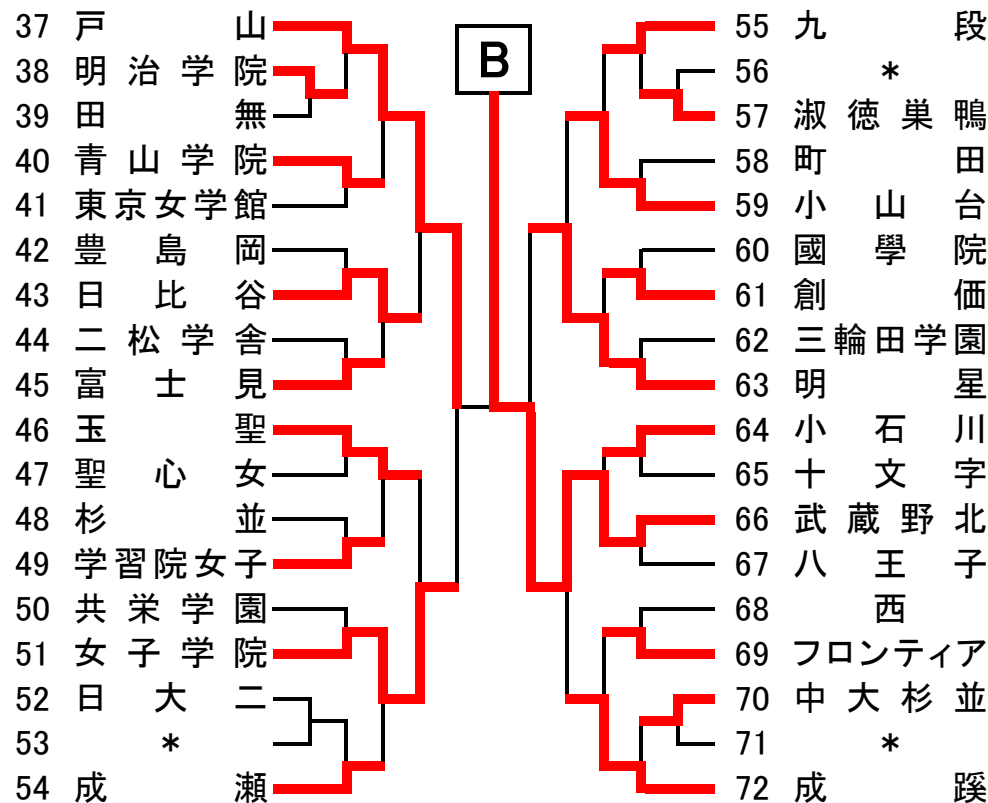 B
37 戸山
38 明治学院
39 田無
40 青山学院
41 東京女学館
42 豊島岡
43 日比谷
44 二松学舎
45 富士見
46 玉聖
47 聖心女
48 杉並
49 学習院女子
50 共栄学園
51 女子学院
52 日大二
53 *
54 成瀬
55 九段
56 *
57 淑徳巣鴨
58 町田
59 小山台
60 國學院
61 創価
62 三輪田学園
63 明星
64 小石川
65 十文字
66 武蔵野北
67 八王子
68 西
69 フロンティア
70 中大杉並
71 *
72 成蹊